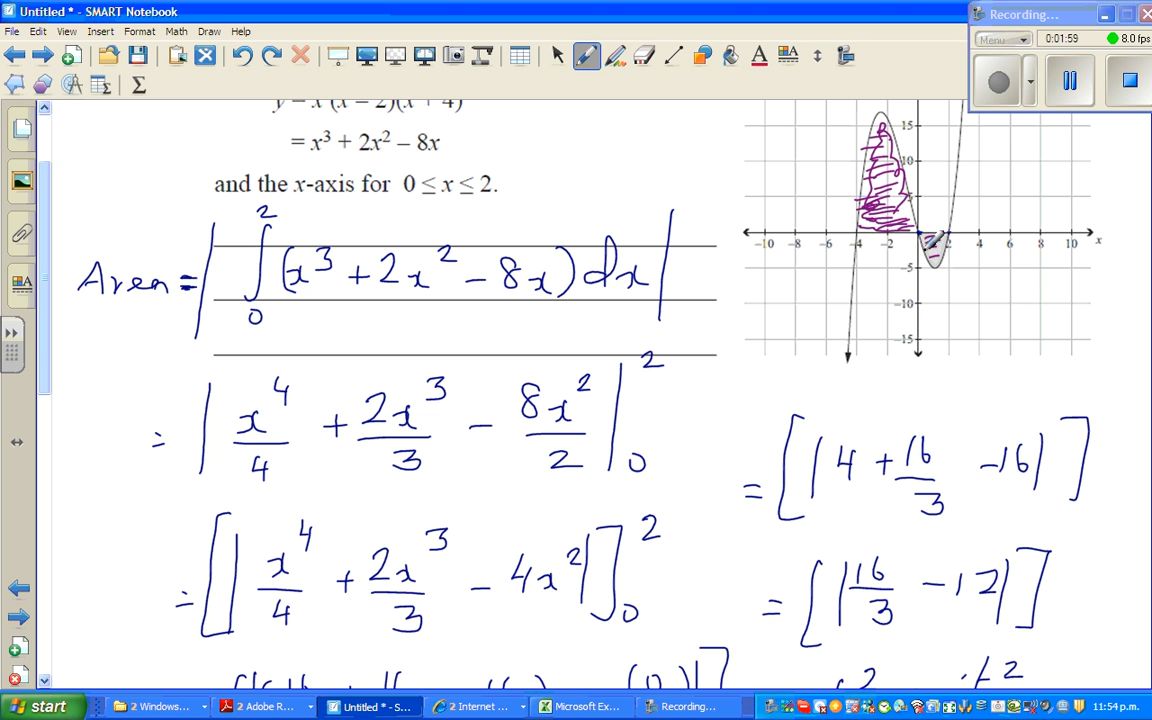 Untitled * - SMART Notebook
Recording...
File Edit View Insert Format Math Draw Help
Menu
0:01:59
8.0 fps
y = x (x − 2)(x + 4)
= x³ + 2x² − 8x
and the x-axis for 0 ≤ x ≤ 2.
15
10
5
-10 -8 -6 -4 -2 2 4 6 8 10 x
−5
−10
−15
Area = | ∫₀² (x³ + 2x² − 8x) dx |
= | x⁴/4 + 2x³/3 − 8x²/2 |₀²
= [| x⁴/4 + 2x³/3 − 4x² |]₀²
= [| 4 + 16/3 − 16 |]
= [| 16/3 − 12 |]
start
2 Windows...
2 Adobe R...
Untitled * - S...
2 Internet ...
Microsoft Ex...
Recording...
11:54 p.m.